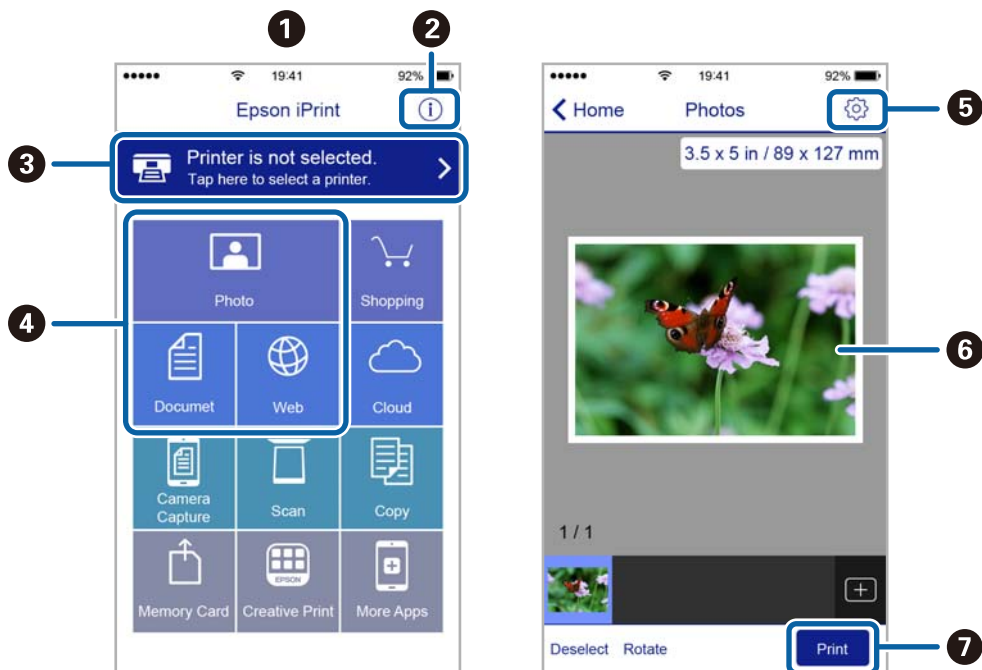 1
2
19:41
92%
Epson iPrint
i
3
Printer is not selected.
Tap here to select a printer.
4
Photo
Shopping
Documet
Web
Cloud
Camera
Capture
Scan
Copy
Memory Card
EPSON
Creative Print
More Apps
19:41
92%
Home
Photos
5
3.5 x 5 in / 89 x 127 mm
6
1 / 1
Deselect
Rotate
Print
7